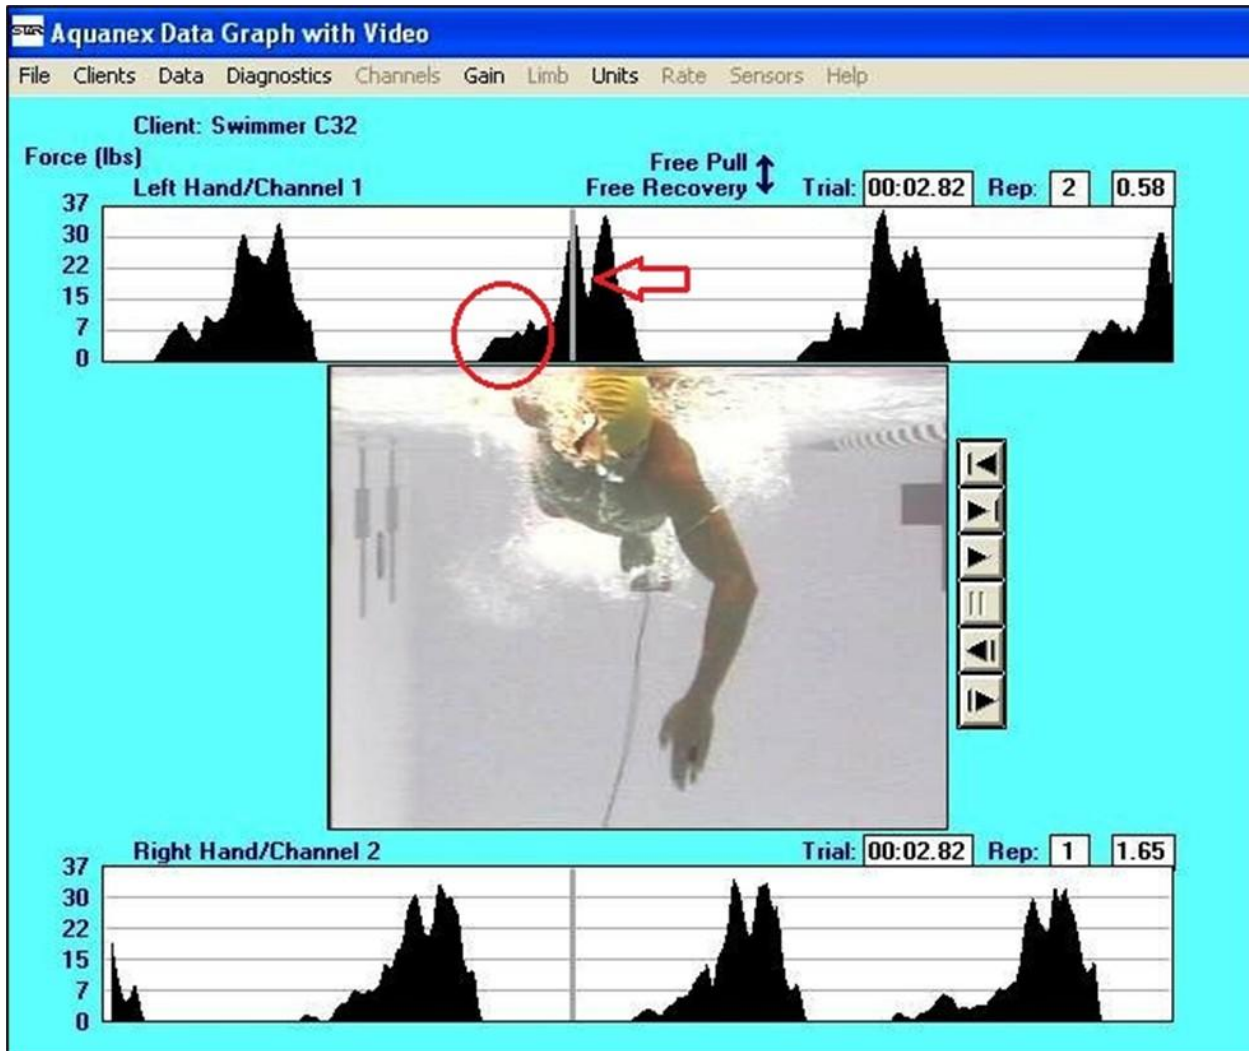 STAR Aquanex Data Graph with Video
File Clients Data Diagnostics Channels Gain Limb Units Rate Sensors Help
Client: Swimmer C32
Force (lbs)
Free Pull
Left Hand/Channel 1 Free Recovery Trial: 00:02.82 Rep: 2 0.58
37
30
22
15
7
0
Right Hand/Channel 2 Trial: 00:02.82 Rep: 1 1.65
37
30
22
15
7
0